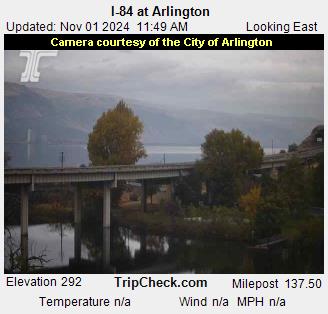 I-84 at Arlington
Updated: Nov 01 2024 11:49 AM Looking East
Camera courtesy of the City of Arlington
Elevation 292 TripCheck.com Milepost 137.50
Temperature n/a Wind n/a MPH n/a